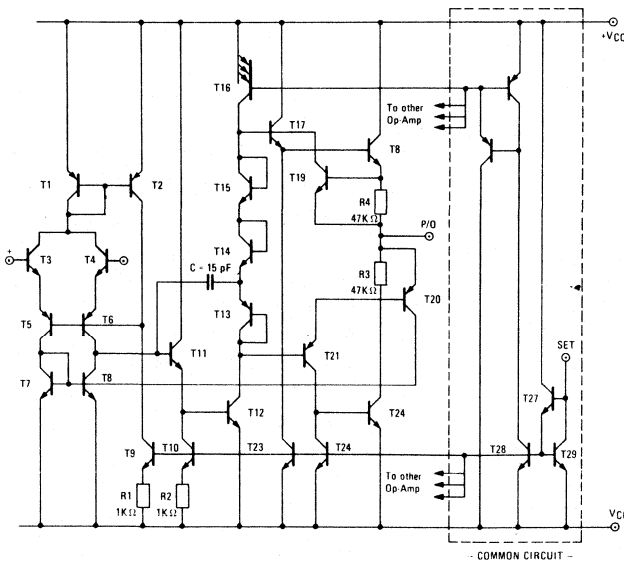 +VCC
T16
To other
Op-Amp
T17
T8
T1
T2
T15
T19
R4
47KΩ
P/O
+
T3
T4
T14
C - 15 pF
R3
47KΩ
T20
T5
T6
T13
SET
T11
T21
T7
T8
T27
T12
T24
T9
T10
T23
T24
T28
T29
R1
1KΩ
R2
1KΩ
To other
Op-Amp
- COMMON CIRCUIT -